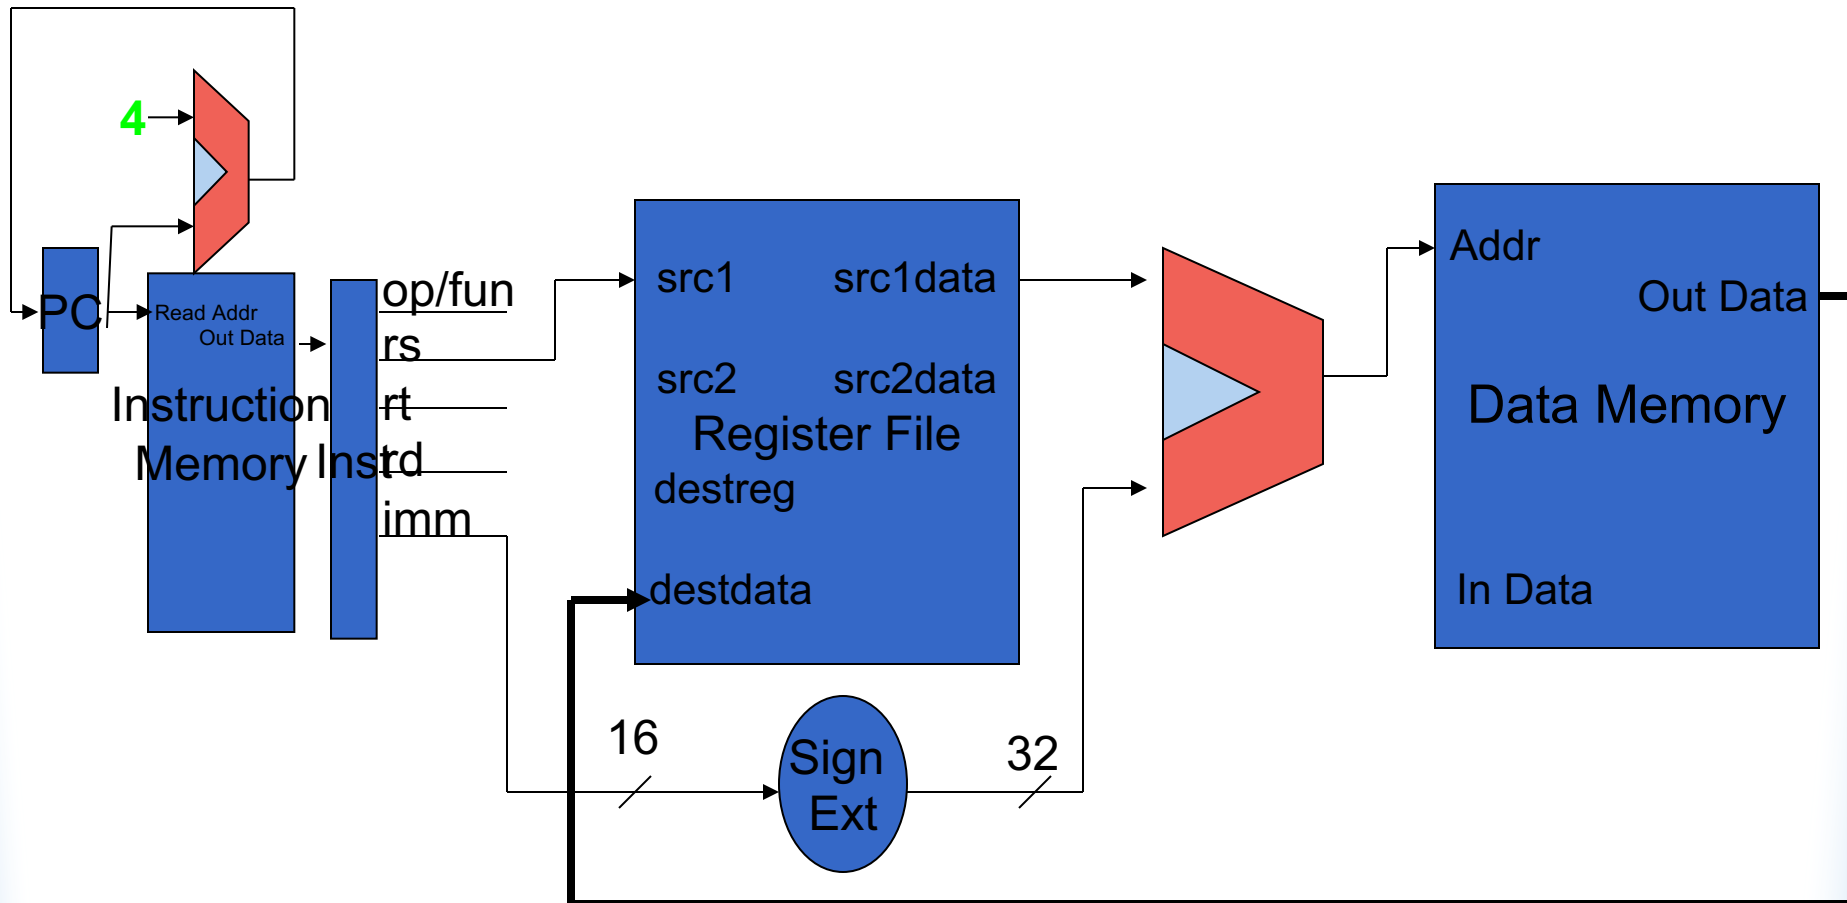 4
PC
Read Addr
Out Data
Instruction
Memory
Inst
op/fun
rs
rt
rd
imm
src1
src1data
src2
src2data
Register File
destreg
destdata
16
Sign
Ext
32
Addr
Out Data
Data Memory
In Data